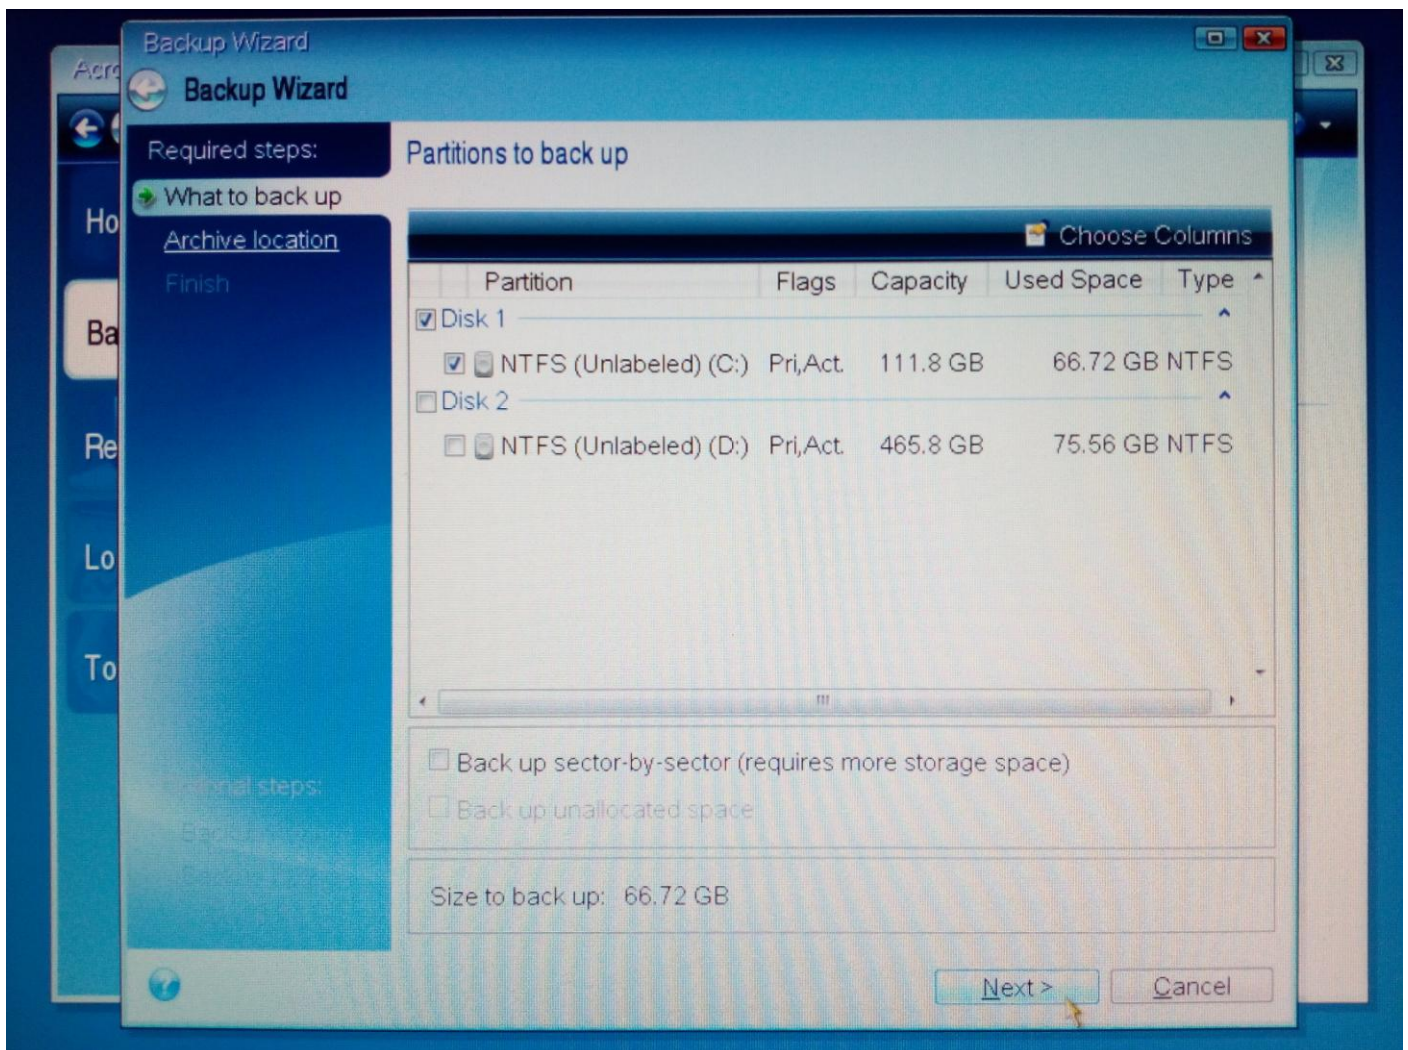 Backup Wizard
Acro
Backup Wizard
Required steps:
What to back up
Archive location
Finish
Ho
Ba
Re
Lo
To
Partitions to back up
Choose Columns
Partition Flags Capacity Used Space Type
Disk 1
NTFS (Unlabeled) (C:) Pri,Act. 111.8 GB 66.72 GB NTFS
Disk 2
NTFS (Unlabeled) (D:) Pri,Act. 465.8 GB 75.56 GB NTFS
Back up sector-by-sector (requires more storage space)
Back up unallocated space
steps:
Size to back up: 66.72 GB
Next >
Cancel